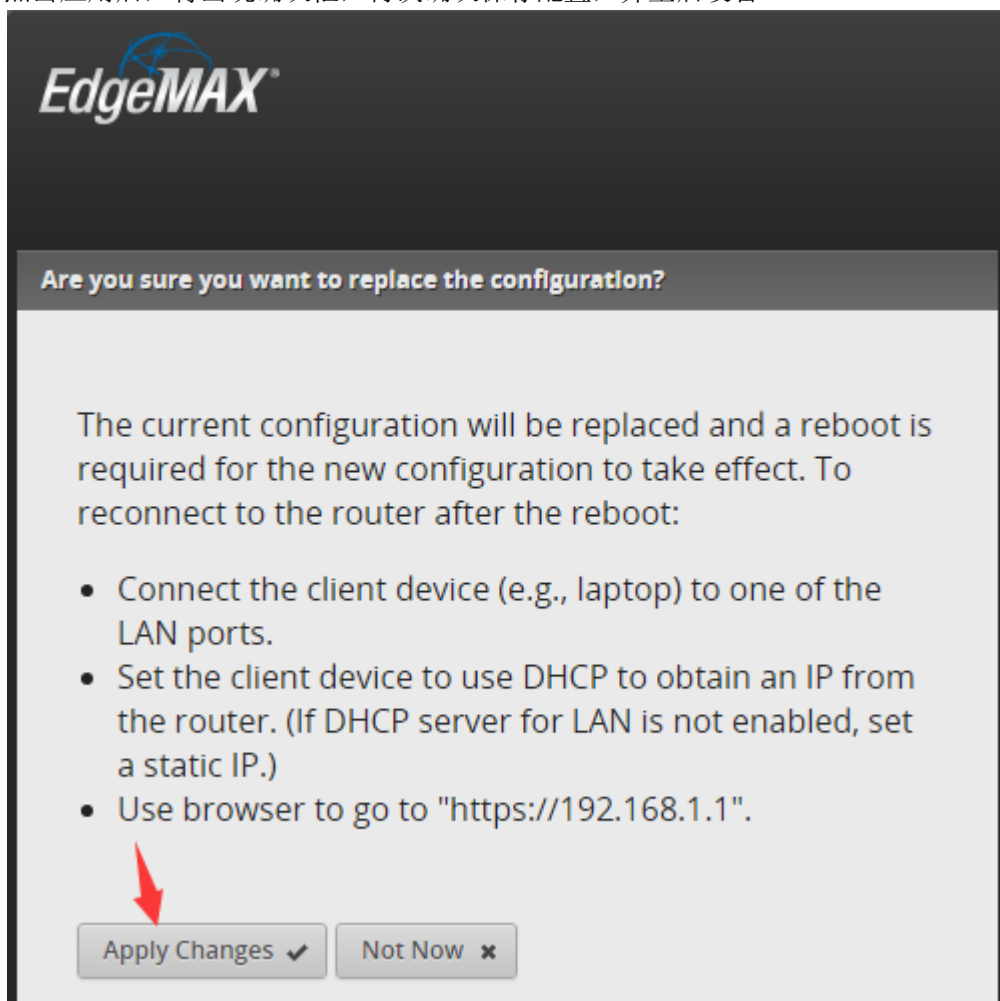 EdgeMAX®
Are you sure you want to replace the configuration?
The current configuration will be replaced and a reboot is
required for the new configuration to take effect. To
reconnect to the router after the reboot:
• Connect the client device (e.g., laptop) to one of the
LAN ports.
• Set the client device to use DHCP to obtain an IP from
the router. (If DHCP server for LAN is not enabled, set
a static IP.)
• Use browser to go to "https://192.168.1.1".
Apply Changes ✔ Not Now ✖